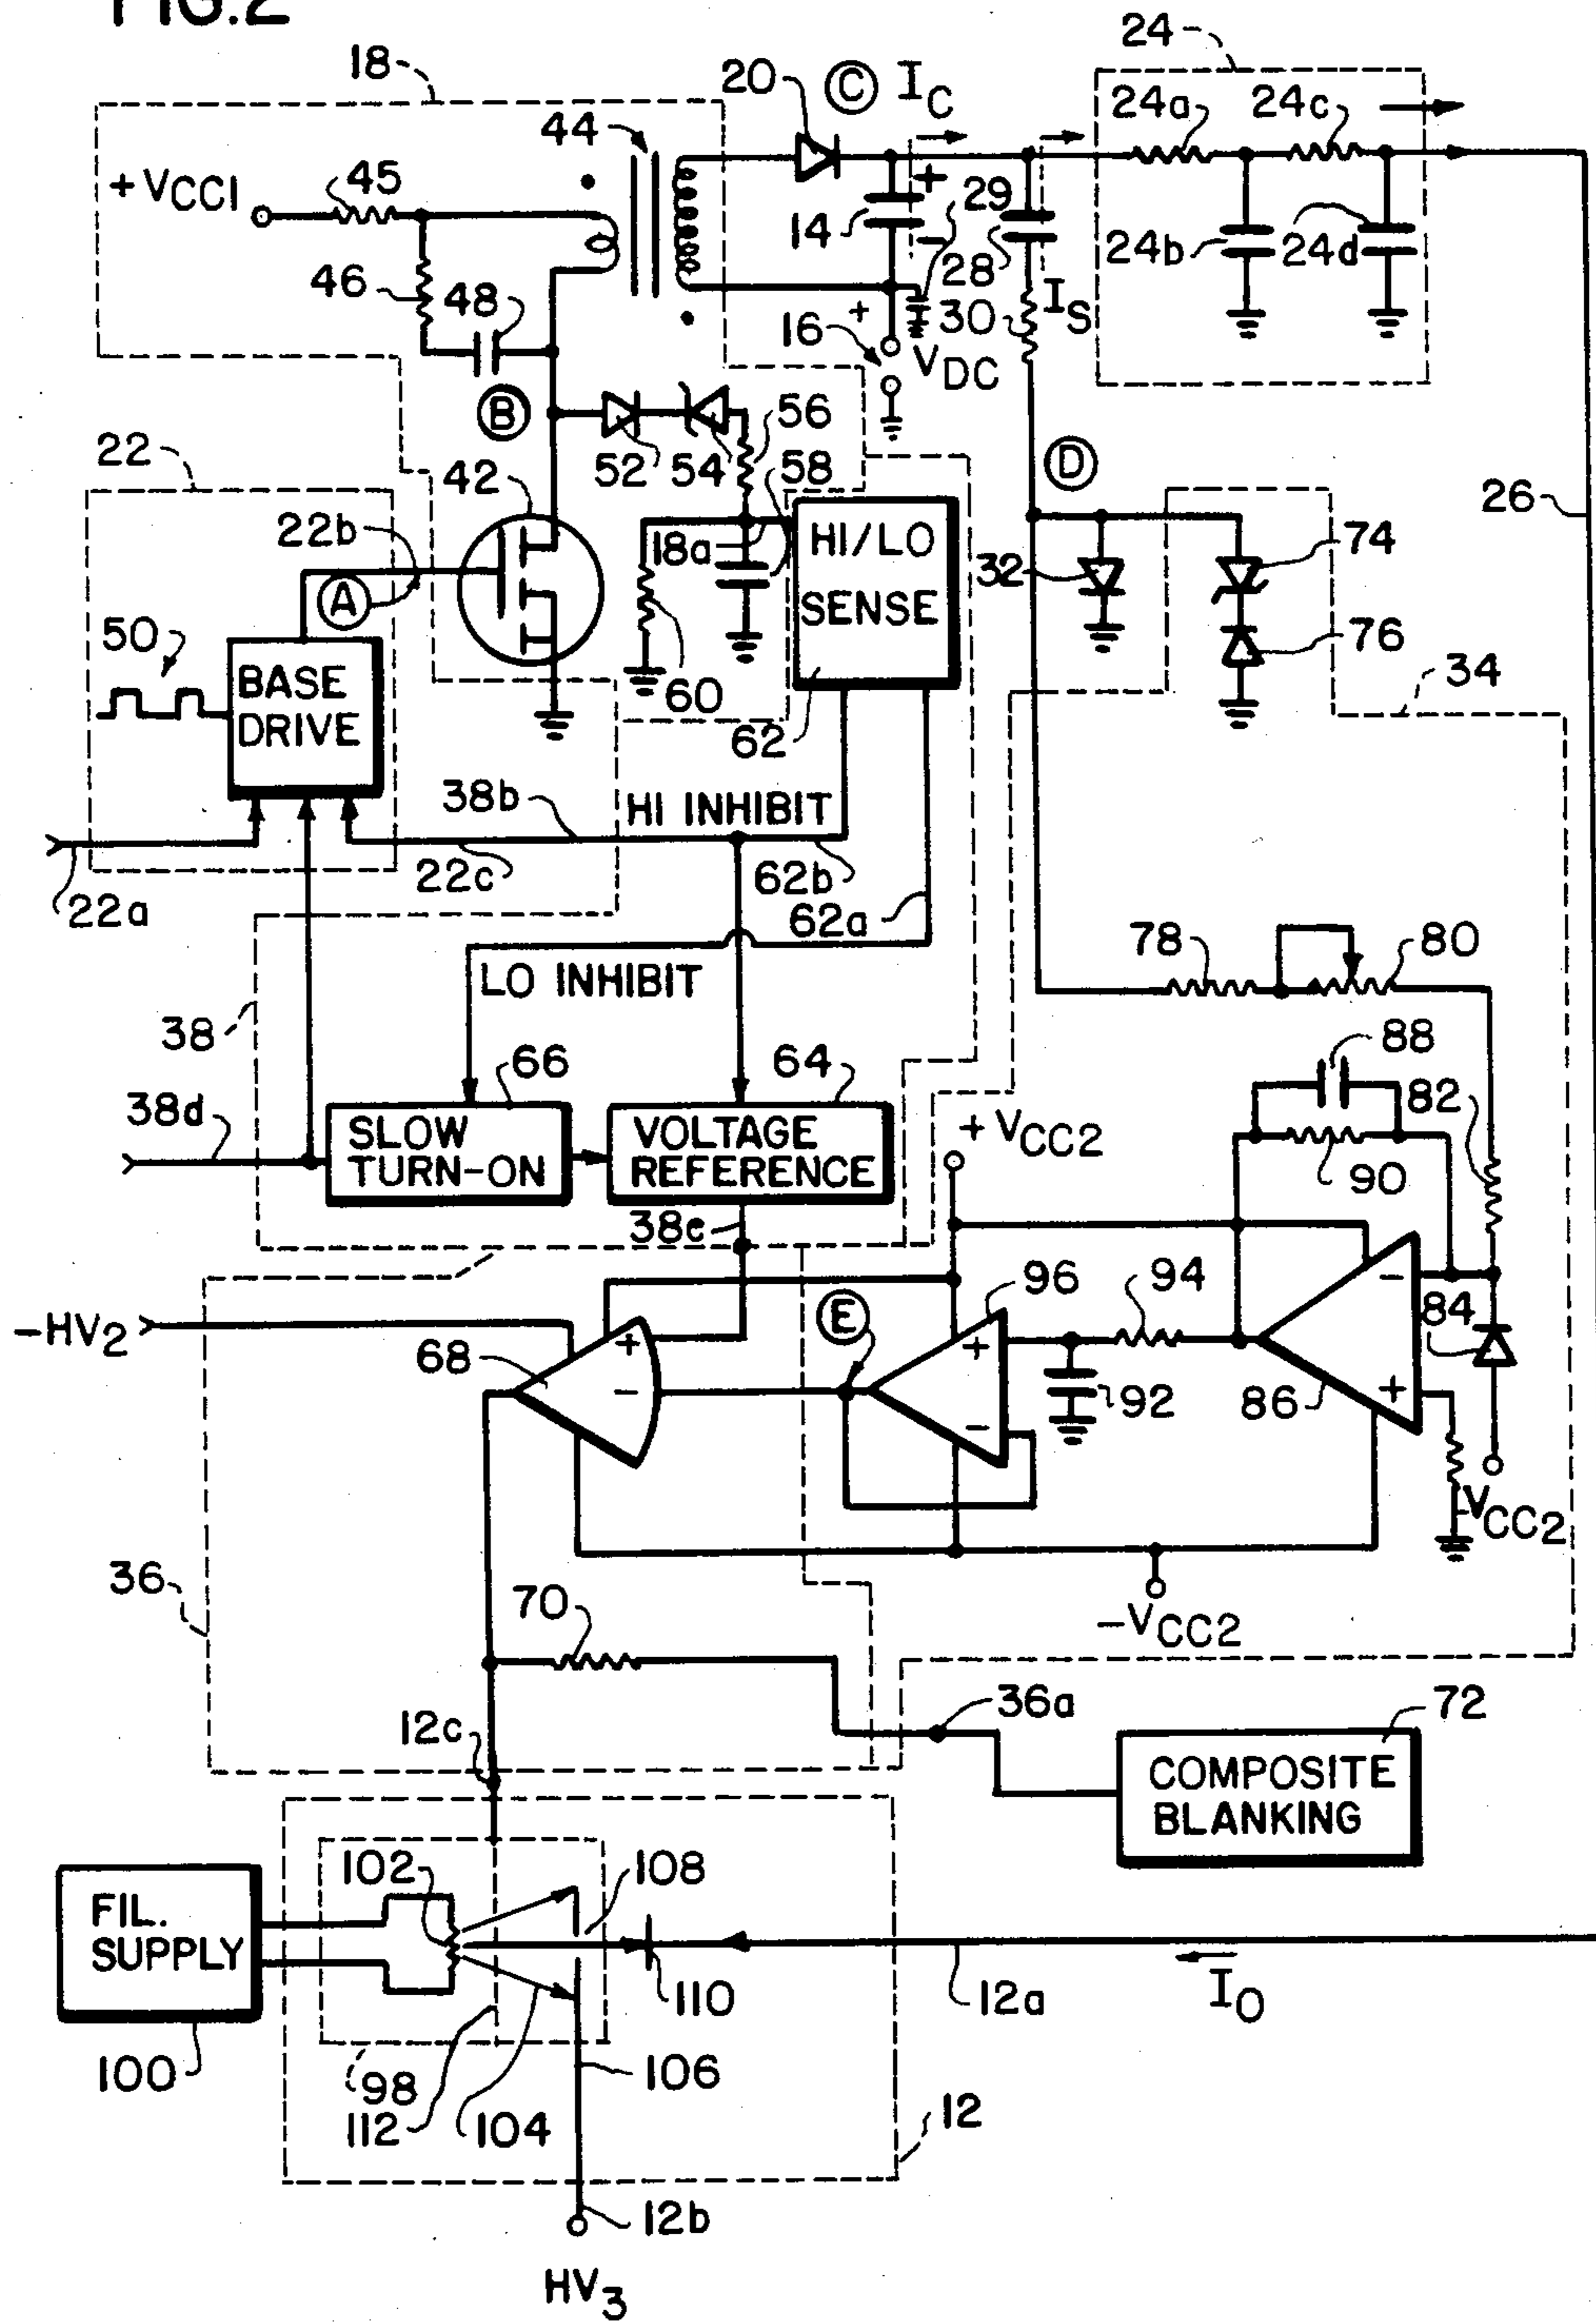 FIG.2
24
18
20
C
IC
24a
24c
44
+VCC1
45
+
29
14
-
28
24b
24d
46
48
+
30
IS
16
VDC
B
56
D
22
52
54
58
42
26
22b
18a
HI/LO
SENSE
74
32
A
50
76
BASE
DRIVE
60
34
62
38b
HI INHIBIT
22c
62b
22a
62a
78
80
LO INHIBIT
38
66
64
88
38d
82
SLOW
TURN-ON
VOLTAGE
REFERENCE
+VCC2
90
38e
96
94
-
-HV2
E
84
68
+
+
-
92
86
+
-
-VCC2
36
70
-VCC2
36a
72
12c
COMPOSITE
BLANKING
102
108
FIL.
SUPPLY
110
12a
IO
100
98
106
112
104
12
12b
HV3